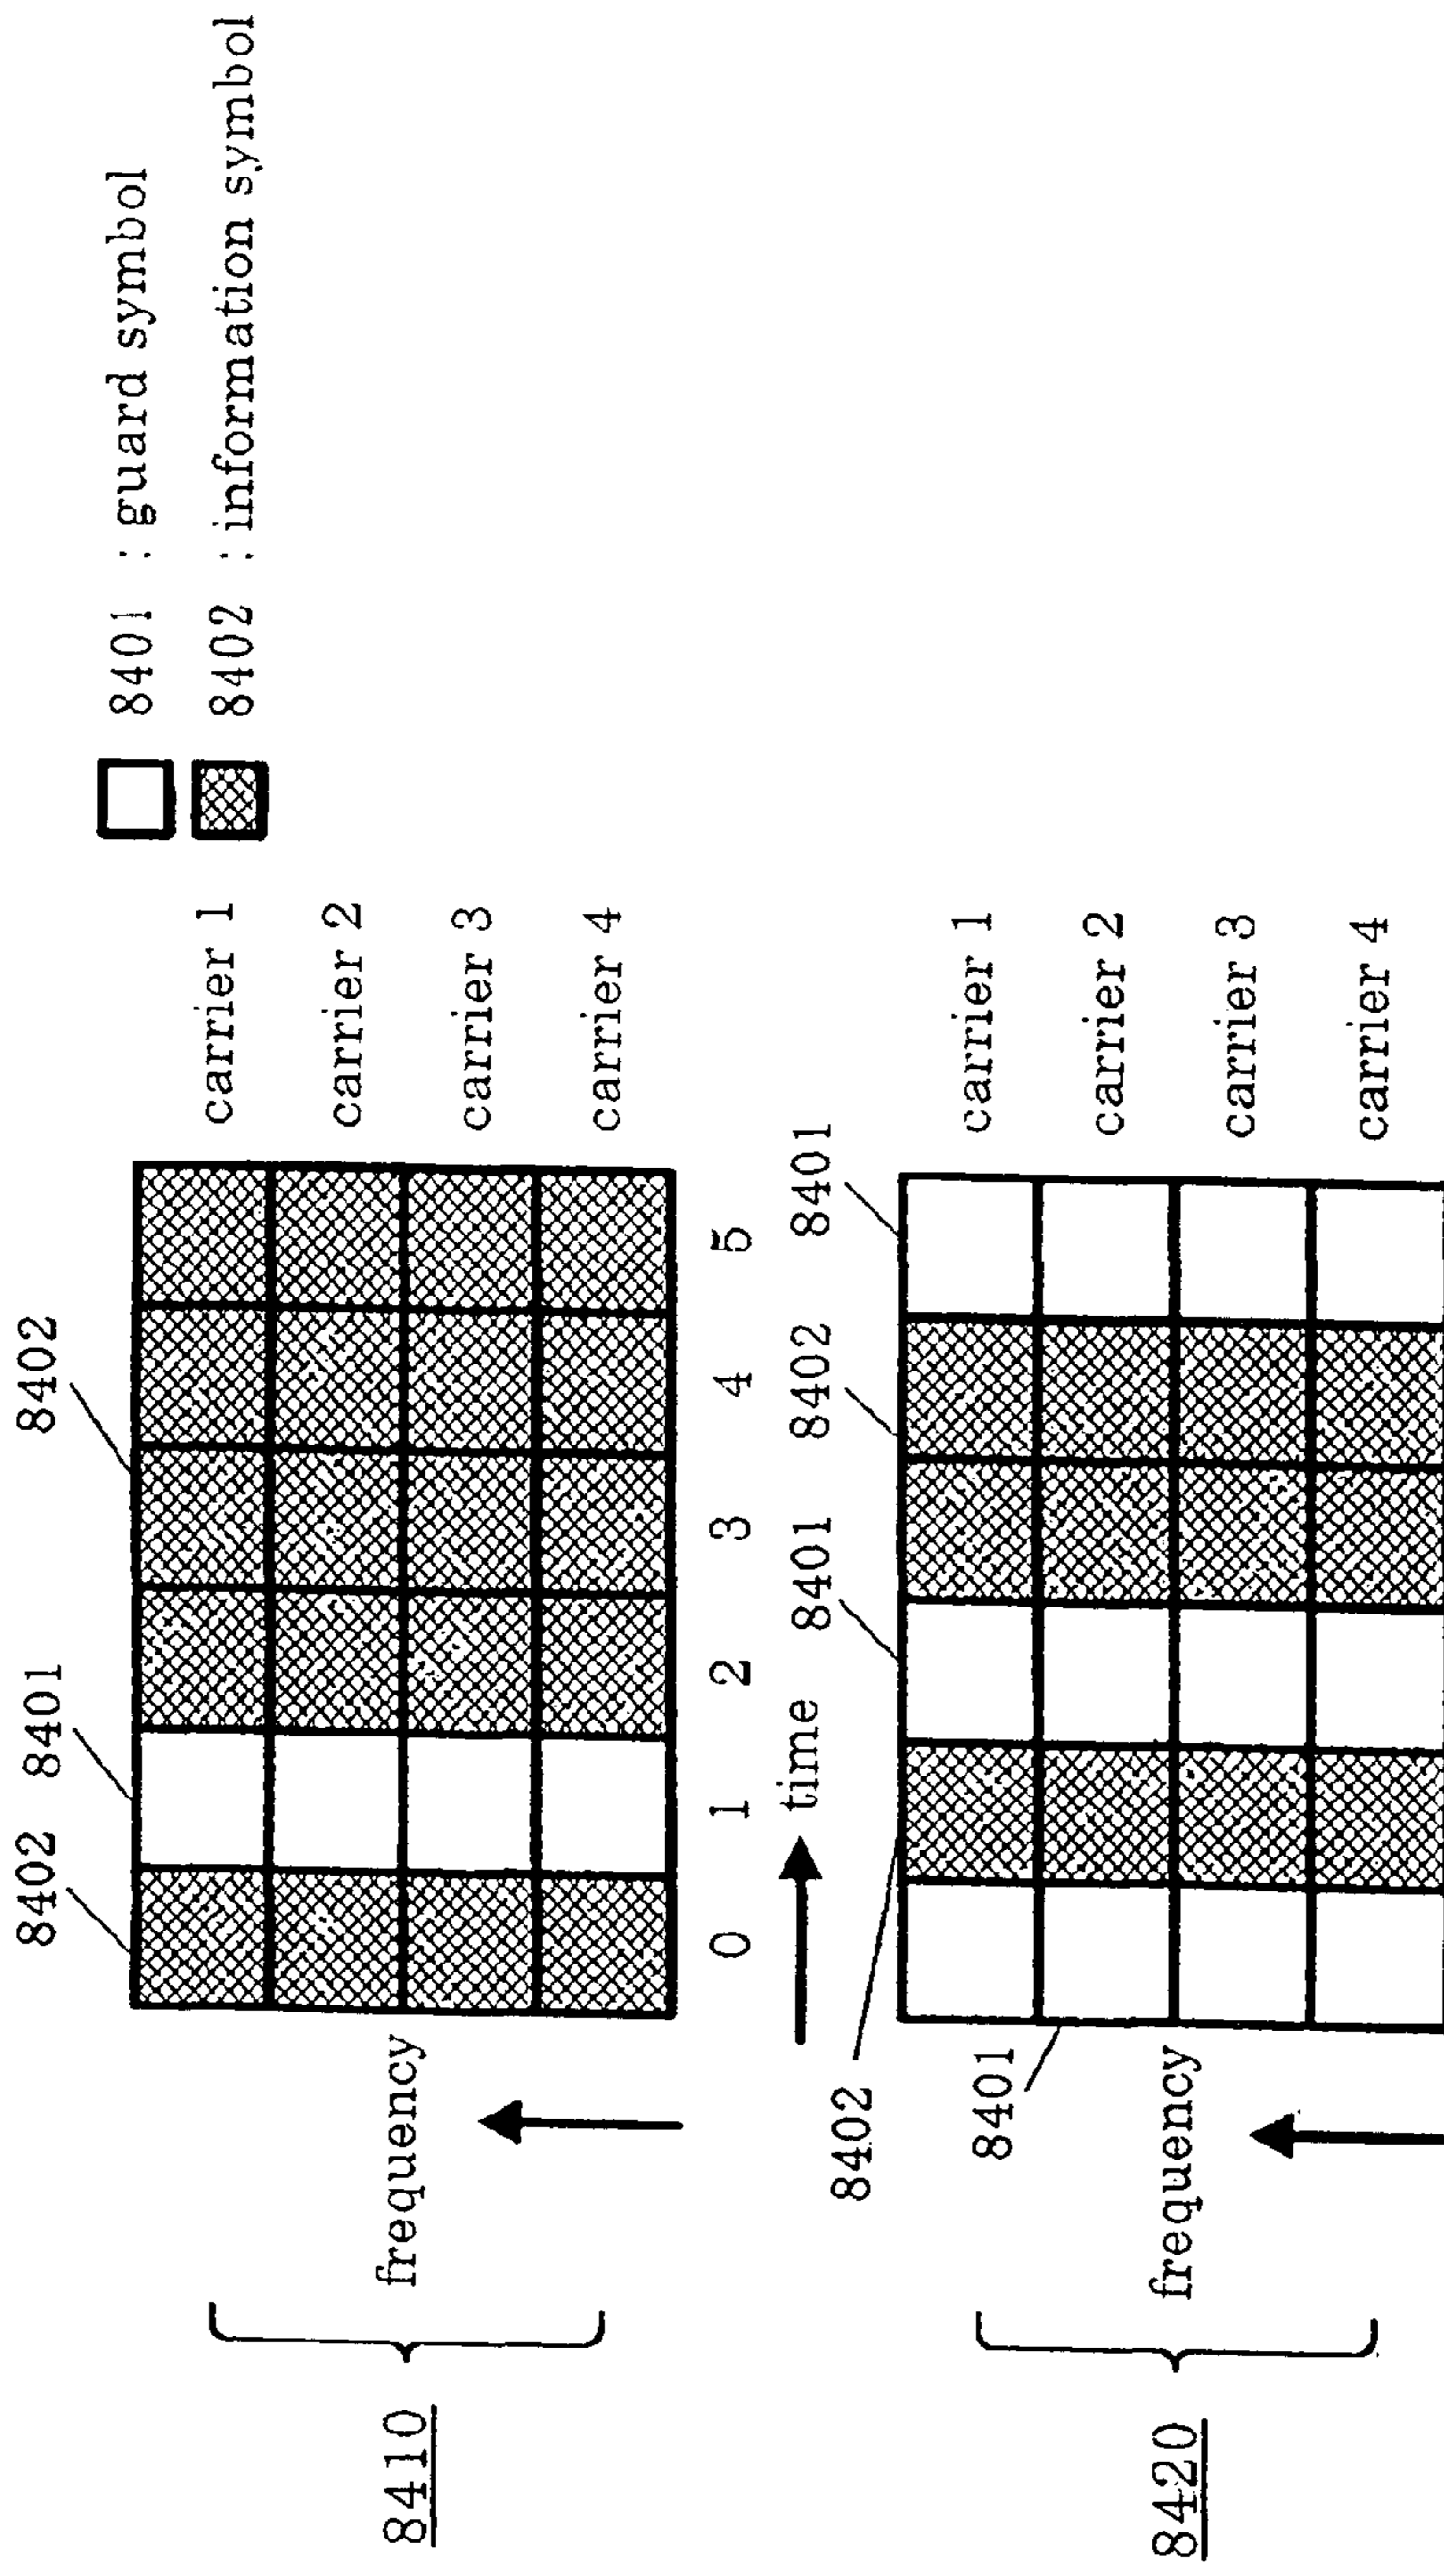 8401 : guard symbol
8402 : information symbol
8402 8401 8402
carrier 1
carrier 2
carrier 3
carrier 4
frequency
8410
0 1 2 3 4 5
time
8402 8401 8401 8402 8401
carrier 1
carrier 2
carrier 3
carrier 4
frequency
8420